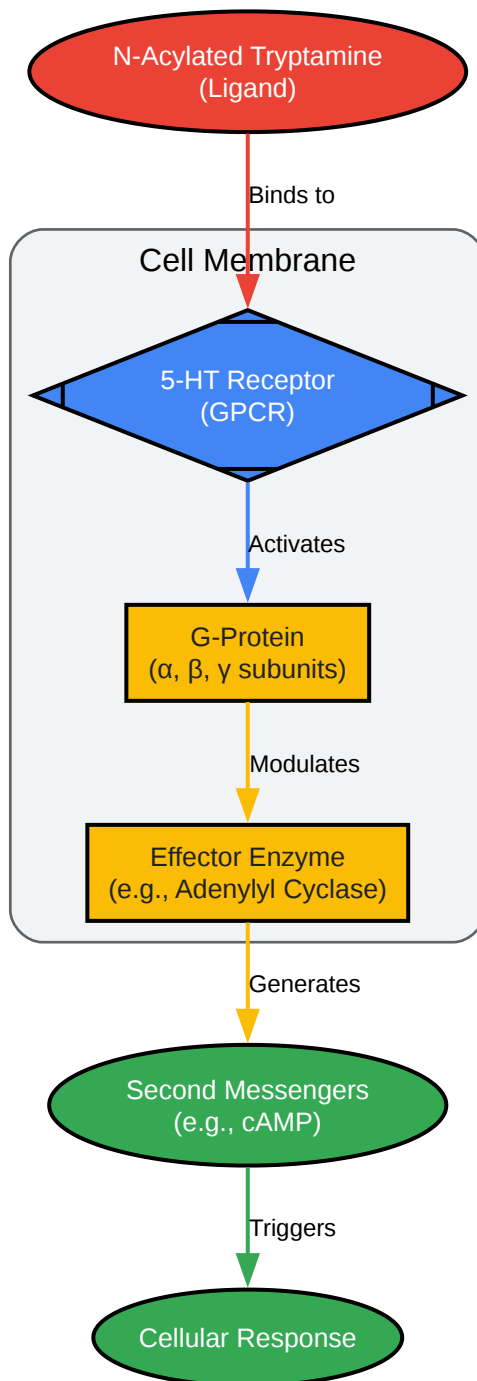 N-Acylated Tryptamine
(Ligand)
Binds to
Cell Membrane
5-HT Receptor
(GPCR)
Activates
G-Protein
(α, β, γ subunits)
Modulates
Effector Enzyme
(e.g., Adenylyl Cyclase)
Generates
Second Messengers
(e.g., cAMP)
Triggers
Cellular Response